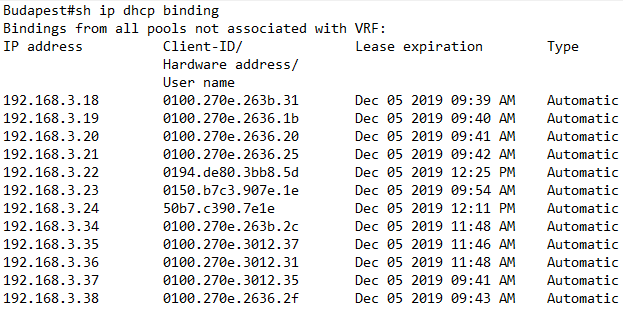 Budapest#sh ip dhcp binding
Bindings from all pools not associated with VRF:
IP address Client-ID/ Lease expiration Type
Hardware address/
User name
192.168.3.18 0100.270e.263b.31 Dec 05 2019 09:39 AM Automatic
192.168.3.19 0100.270e.2636.1b Dec 05 2019 09:40 AM Automatic
192.168.3.20 0100.270e.2636.20 Dec 05 2019 09:41 AM Automatic
192.168.3.21 0100.270e.2636.25 Dec 05 2019 09:42 AM Automatic
192.168.3.22 0194.de80.3bb8.5d Dec 05 2019 12:25 PM Automatic
192.168.3.23 0150.b7c3.907e.1e Dec 05 2019 09:54 AM Automatic
192.168.3.24 50b7.c390.7e1e Dec 05 2019 12:11 PM Automatic
192.168.3.34 0100.270e.263b.2c Dec 05 2019 11:48 AM Automatic
192.168.3.35 0100.270e.3012.37 Dec 05 2019 11:46 AM Automatic
192.168.3.36 0100.270e.3012.31 Dec 05 2019 11:48 AM Automatic
192.168.3.37 0100.270e.3012.35 Dec 05 2019 09:41 AM Automatic
192.168.3.38 0100.270e.2636.2f Dec 05 2019 09:43 AM Automatic